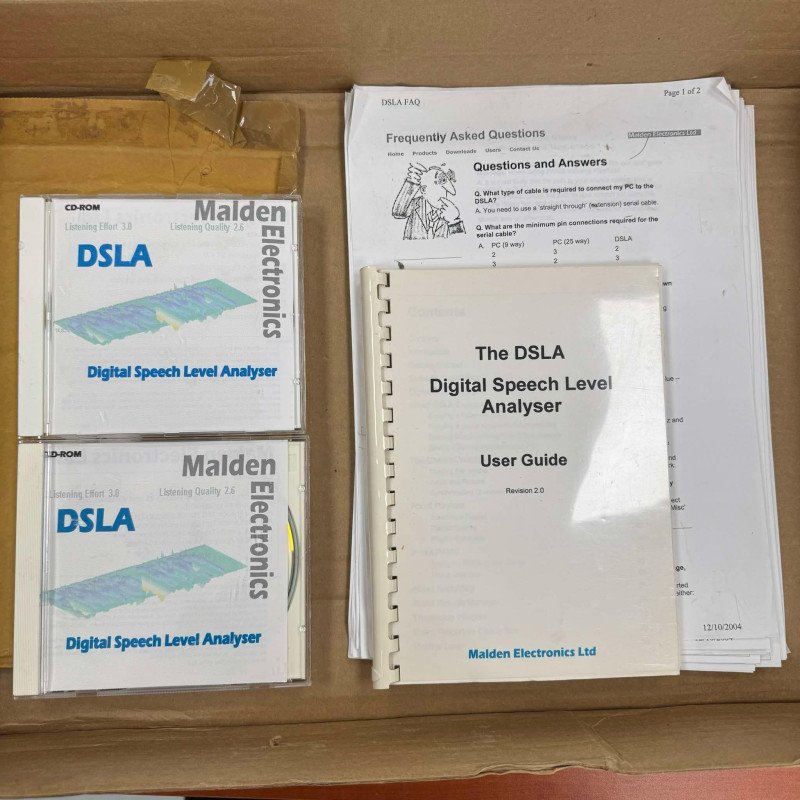 CD-ROM
Malden
Electronics
Listening Effort 3.0
Listening Quality 2.6
DSLA
Digital Speech Level Analyser
CD-ROM
Malden
Electronics
Listening Effort 3.0
Listening Quality 2.6
DSLA
Digital Speech Level Analyser
DSLA FAQ
Page 1 of 2
Frequently Asked Questions
Malden Electronics Ltd
Home Products Downloads Users Contact Us
Questions and Answers
Q. What type of cable is required to connect my PC to the
DSLA?
A. You need to use a 'straight through' (extension) serial cable.
Q. What are the minimum pin connections required for the
serial cable?
A. PC (9 way) PC (25 way) DSLA
2 3 2
3 2 3
The DSLA
Digital Speech Level
Analyser
User Guide
Revision 2.0
Malden Electronics Ltd
12/10/2004